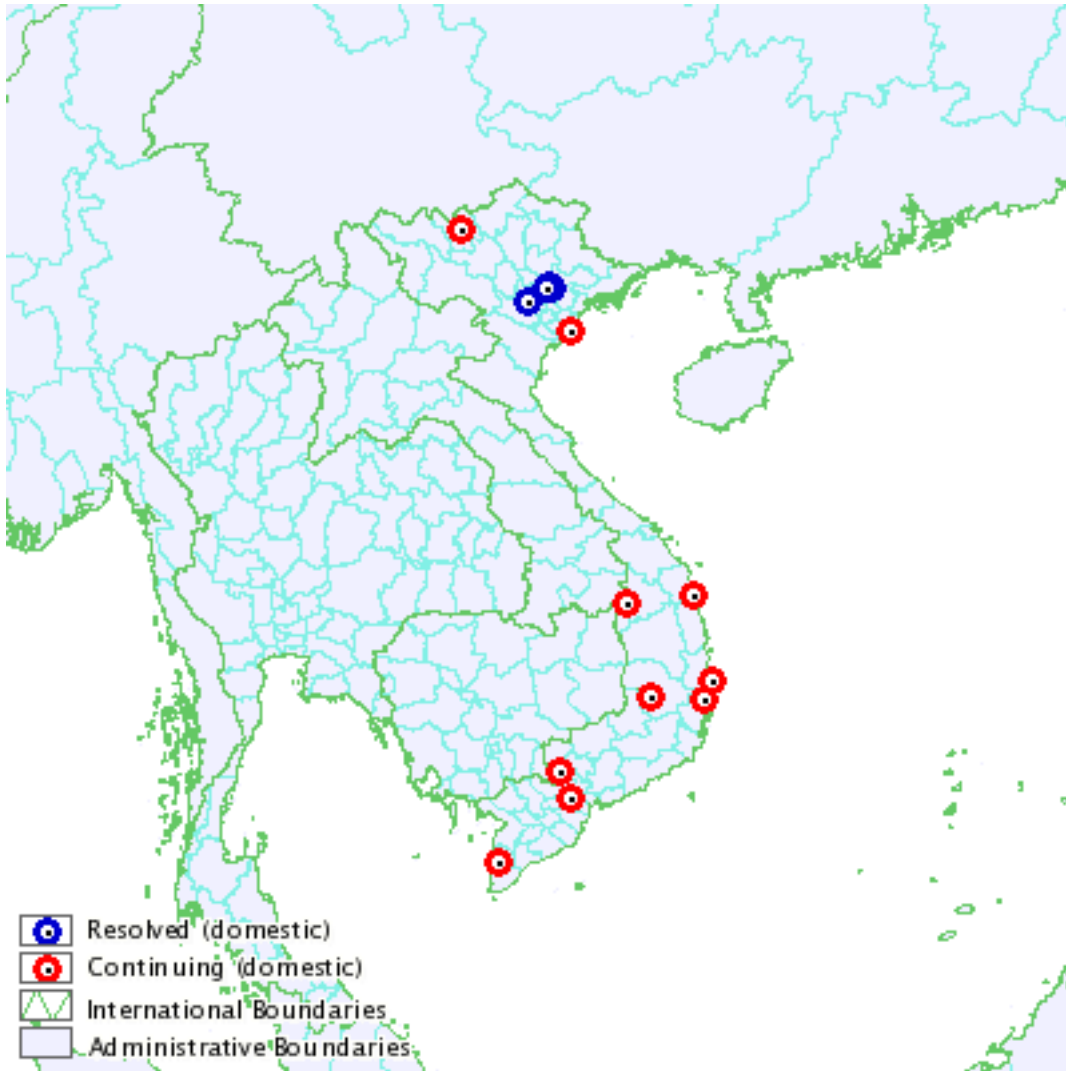 Resolved (domestic)
Continuing (domestic)
International Boundaries
Administrative Boundaries